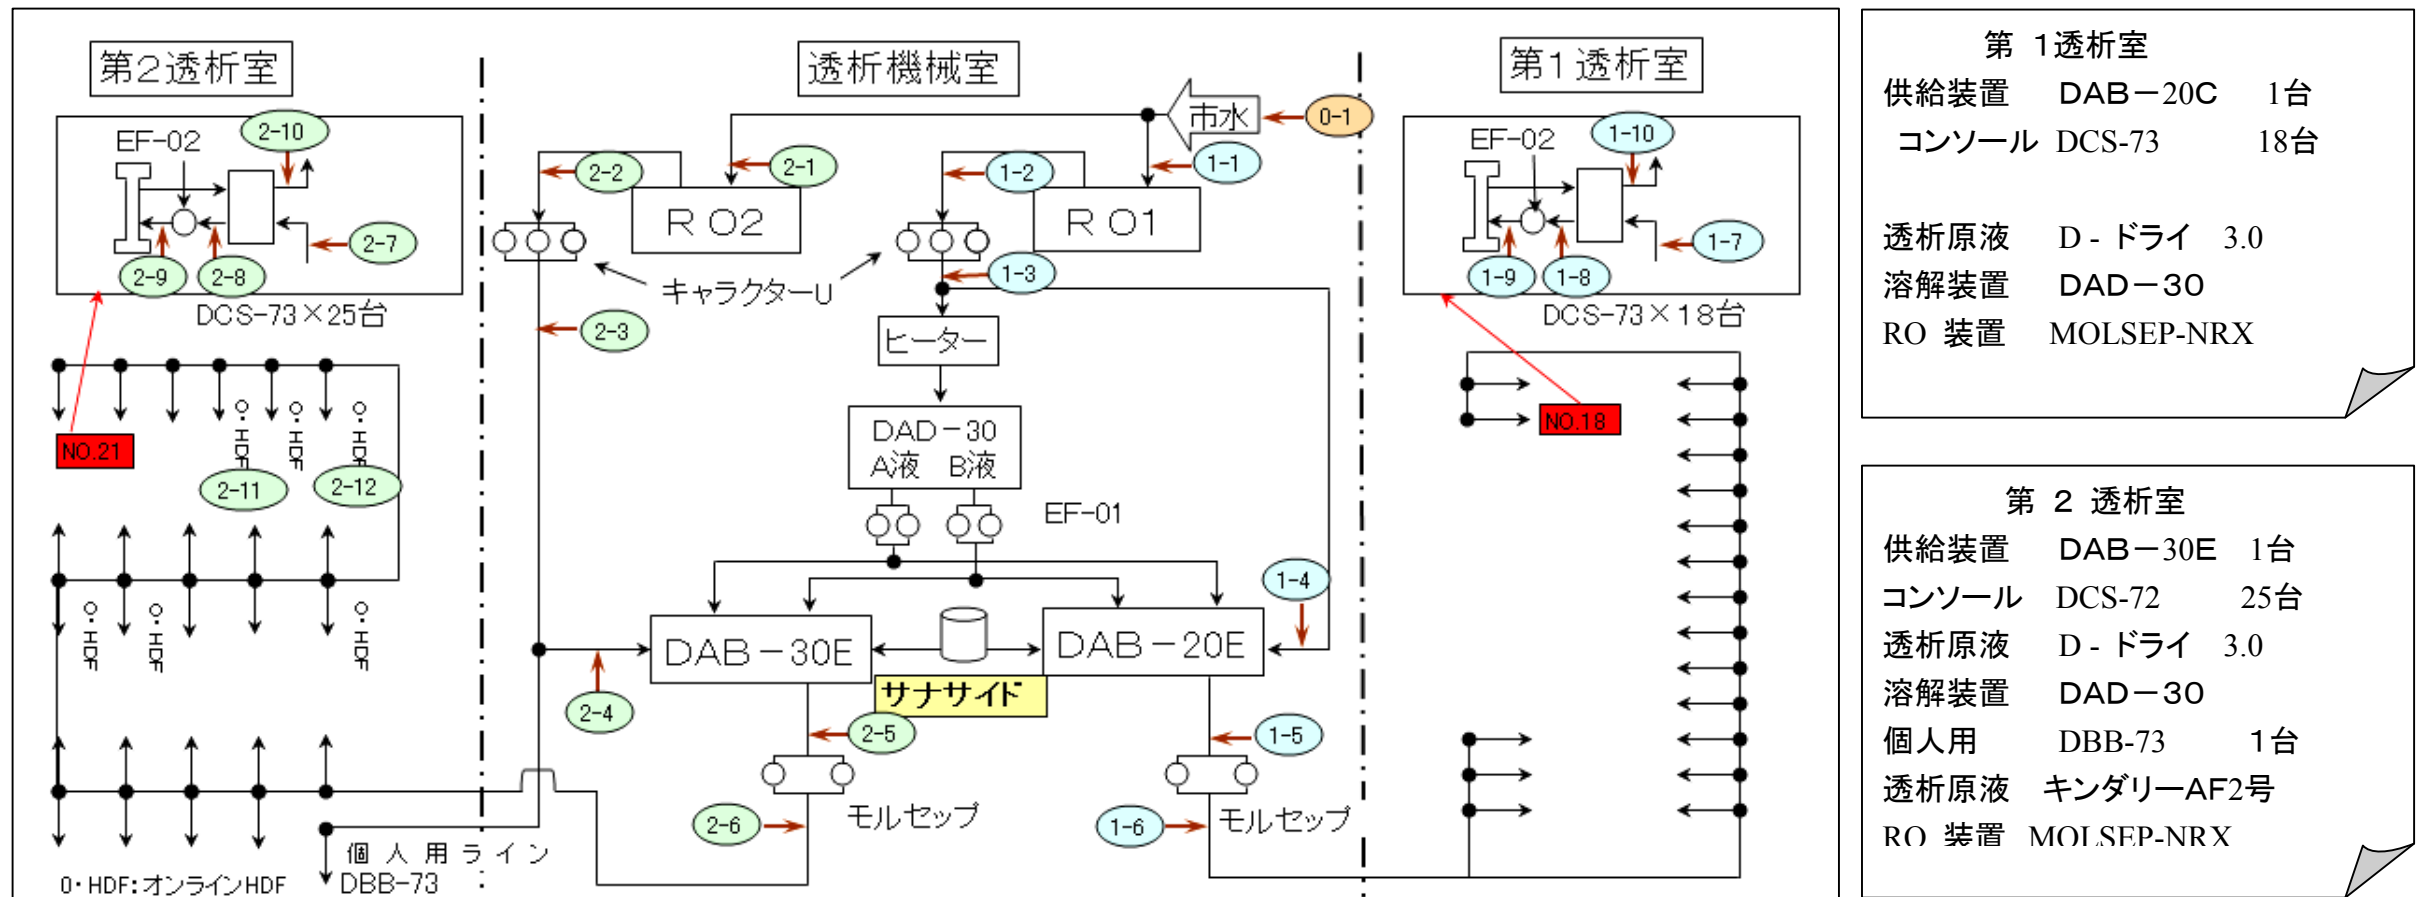 第2透析室
透析機械室
第1透析室
EF-02
2-10
2-9
2-8
2-7
DCS-73×25台
NO.21
O・HDF
O・HDF
O・HDF
2-11
2-12
O・HDF
O・HDF
O・HDF
O・HDF:オンラインHDF
個人用ライン
DBB-73
市水
0-1
2-2
2-1
1-2
1-1
RO2
RO1
キャラクターU
1-3
2-3
ヒーター
DAD-30
A液 B液
EF-01
1-4
DAB-30E
DAB-20E
サナサイド
2-4
2-5
1-5
モルセップ
モルセップ
2-6
1-6
EF-02
1-10
1-9
1-8
1-7
DCS-73×18台
NO.18
第 1透析室
供給装置 DAB-20C 1台
コンソール DCS-73 18台
透析原液 D - ドライ 3.0
溶解装置 DAD-30
RO 装置 MOLSEP-NRX
第 2 透析室
供給装置 DAB-30E 1台
コンソール DCS-72 25台
透析原液 D - ドライ 3.0
溶解装置 DAD-30
個人用 DBB-73 1台
透析原液 キンダリーAF2号
RO 装置 MOLSEP-NRX